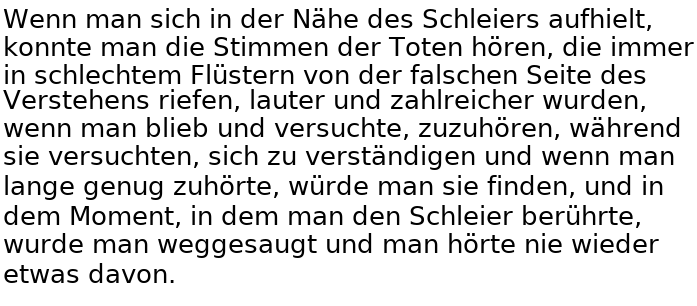 Wenn man sich in der Nähe des Schleiers aufhielt,
konnte man die Stimmen der Toten hören, die immer
in schlechtem Flüstern von der falschen Seite des
Verstehens riefen, lauter und zahlreicher wurden,
wenn man blieb und versuchte, zuzuhören, während
sie versuchten, sich zu verständigen und wenn man
lange genug zuhörte, würde man sie finden, und in
dem Moment, in dem man den Schleier berührte,
wurde man weggesaugt und man hörte nie wieder
etwas davon.